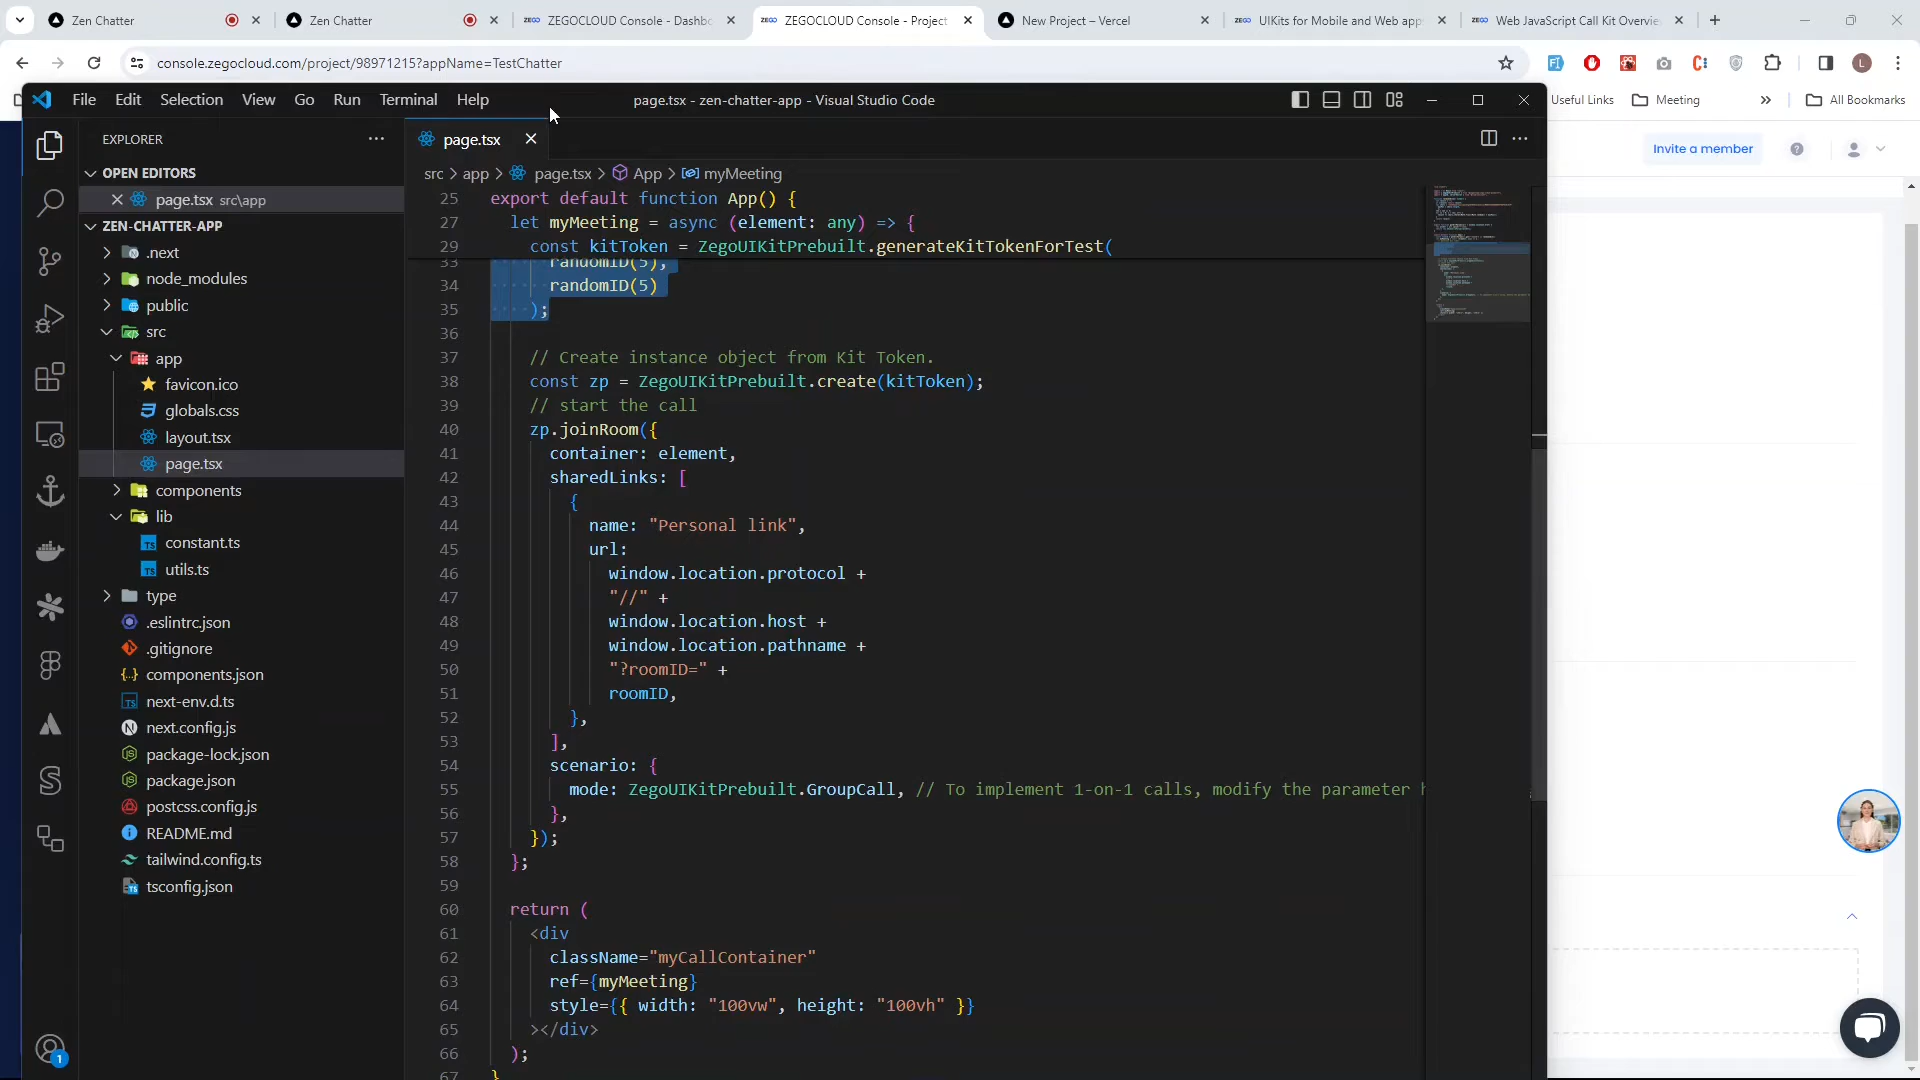 Zen Chatter
Zen Chatter
ZEGOCLOUD Console - Dashbo
ZEGOCLOUD Console - Project
New Project – Vercel
UIKits for Mobile and Web apps
Web JavaScript Call Kit Overvie
console.zegocloud.com/project/98971215?appName=TestChatter
File Edit Selection View Go Run Terminal Help
page.tsx - zen-chatter-app - Visual Studio Code
Useful Links
Meeting
All Bookmarks
Invite a member
EXPLORER
OPEN EDITORS
page.tsx src\app
ZEN-CHATTER-APP
.next
node_modules
public
src
app
favicon.ico
globals.css
layout.tsx
page.tsx
components
lib
constant.ts
utils.ts
type
.eslintrc.json
.gitignore
components.json
next-env.d.ts
next.config.js
package-lock.json
package.json
postcss.config.js
README.md
tailwind.config.ts
tsconfig.json
1
page.tsx
src > app > page.tsx > App > myMeeting
25 export default function App() {
27 let myMeeting = async (element: any) => {
29 const kitToken = ZegoUIKitPrebuilt.generateKitTokenForTest(
33 randomID(5),
34 randomID(5)
35 );
36
37 // Create instance object from Kit Token.
38 const zp = ZegoUIKitPrebuilt.create(kitToken);
39 // start the call
40 zp.joinRoom({
41 container: element,
42 sharedLinks: [
43 {
44 name: "Personal link",
45 url:
46 window.location.protocol +
47 "//" +
48 window.location.host +
49 window.location.pathname +
50 "?roomID=" +
51 roomID,
52 },
53 ],
54 scenario: {
55 mode: ZegoUIKitPrebuilt.GroupCall, // To implement 1-on-1 calls, modify the parameter h
56 },
57 });
58 };
59
60 return (
61 <div
62 className="myCallContainer"
63 ref={myMeeting}
64 style={{ width: "100vw", height: "100vh" }}
65 ></div>
66 );
67 }